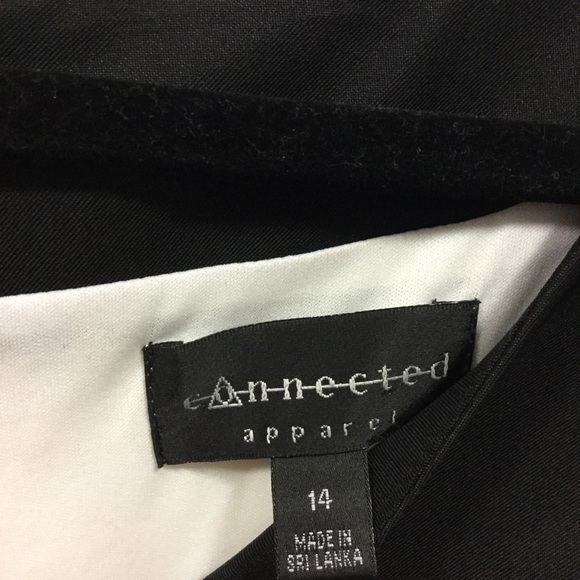 connected
apparel
14
MADE IN
SRI LANKA